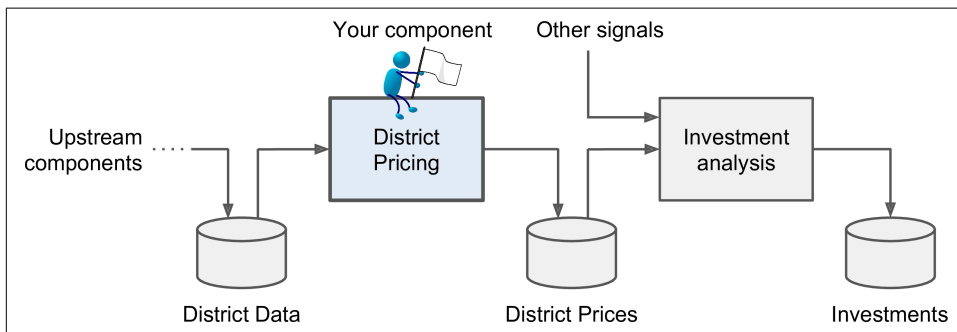 Your component
Other signals
Upstream
components
District
Pricing
Investment
analysis
District Data
District Prices
Investments